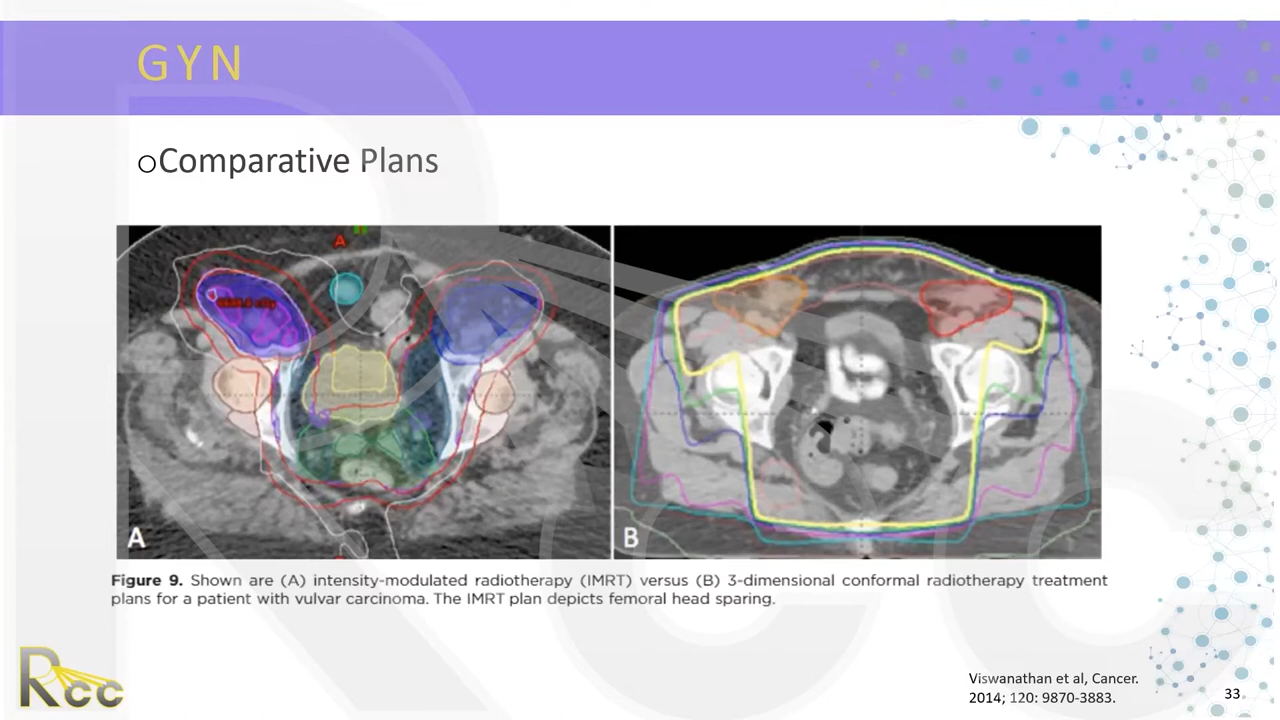 GYN
Comparative Plans
A
A
B
Figure 9. Shown are (A) intensity-modulated radiotherapy (IMRT) versus (B) 3-dimensional conformal radiotherapy treatment
plans for a patient with vulvar carcinoma. The IMRT plan depicts femoral head sparing.
Viswanathan et al, Cancer.
2014; 120: 9870-3883.
33
Rcc